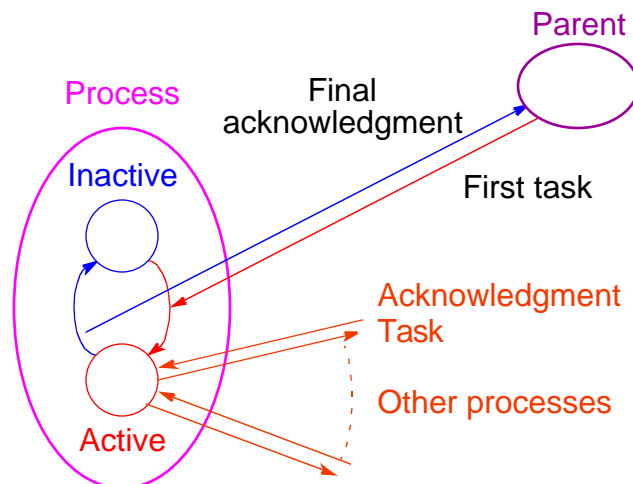 Parent
Process
Final
acknowledgment
Inactive
First task
Acknowledgment
Task
Other processes
Active